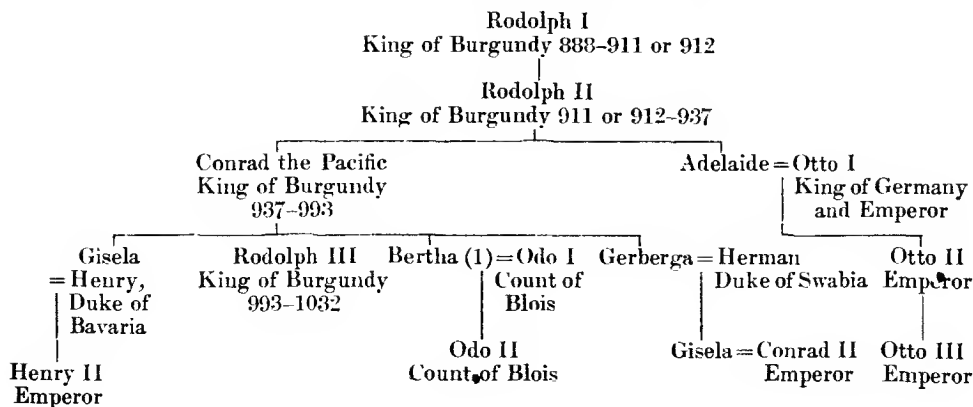 Rodolph I
King of Burgundy 888-911 or 912
Rodolph II
King of Burgundy 911 or 912-937
Conrad the Pacific
King of Burgundy
937-993
Adelaide = Otto I
King of Germany
and Emperor
Gisela
= Henry,
Duke of
Bavaria
Rodolph III
King of Burgundy
993-1032
Bertha (1) = Odo I
Count of
Blois
Gerberga = Herman
Duke of Swabia
Otto II
Emperor
Henry II
Emperor
Odo II
Count of Blois
Gisela = Conrad II
Emperor
Otto III
Emperor